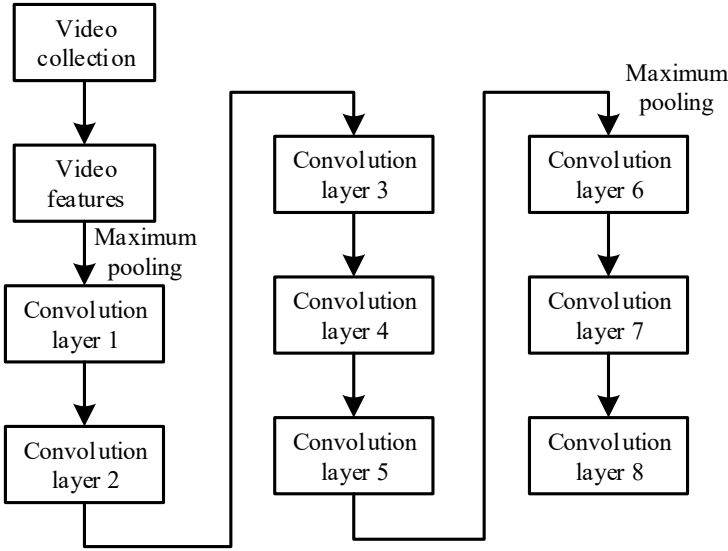 Video
collection
Video
features
Maximum
pooling
Convolution
layer 1
Convolution
layer 2
Convolution
layer 3
Convolution
layer 4
Convolution
layer 5
Maximum
pooling
Convolution
layer 6
Convolution
layer 7
Convolution
layer 8